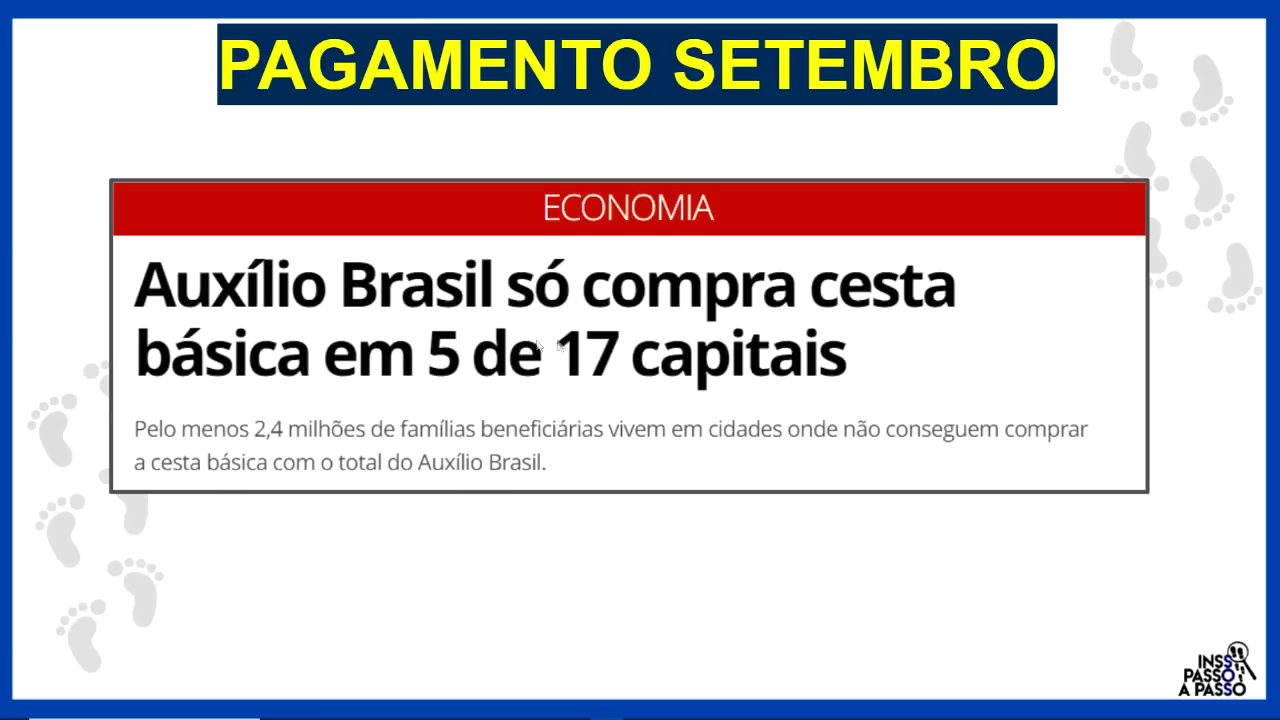 PAGAMENTO SETEMBRO
ECONOMIA
Auxílio Brasil só compra cesta
básica em 5 de 17 capitais
Pelo menos 2,4 milhões de famílias beneficiárias vivem em cidades onde não conseguem comprar
a cesta básica com o total do Auxílio Brasil.
INSS
PASSO
A PASSO